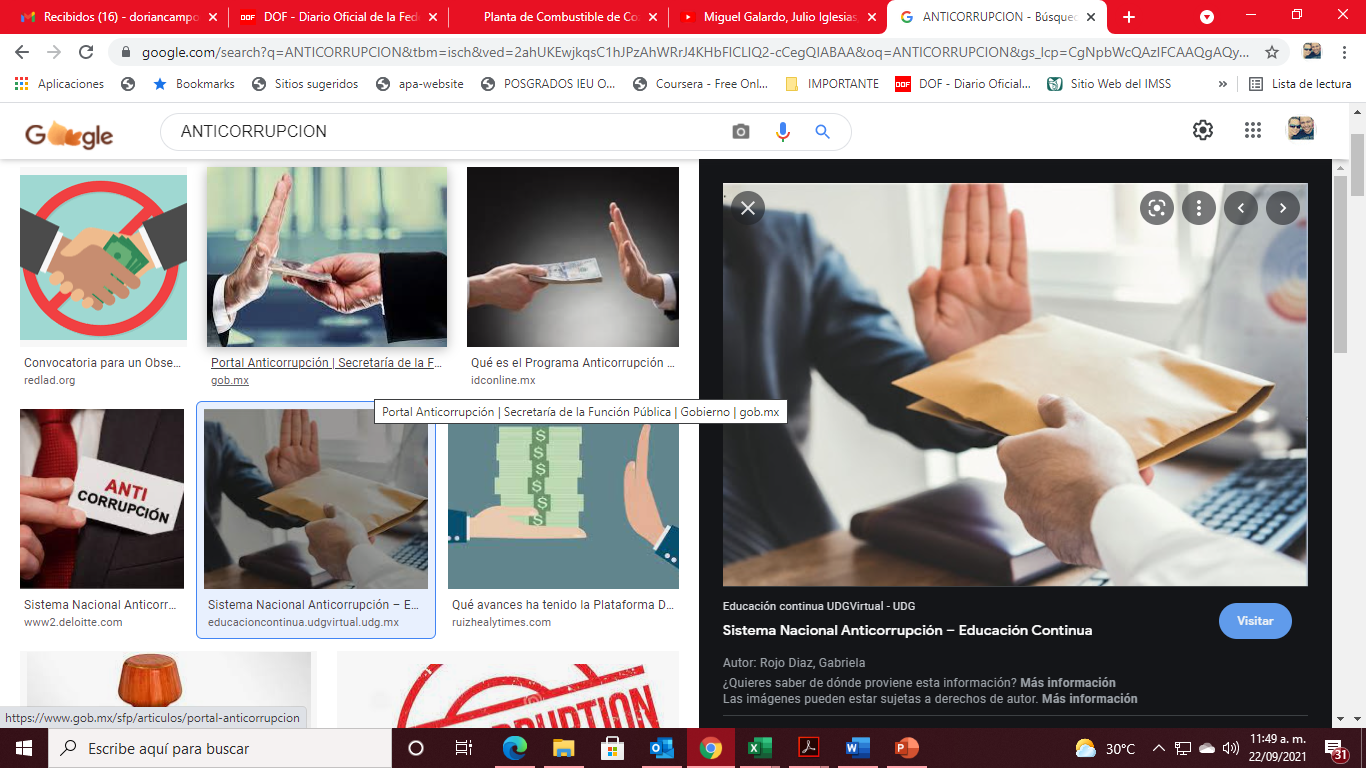 Recibidos (16) - doriancampo
DOF - Diario Oficial de la Fede
Planta de Combustible de Co
Miguel Galardo, Julio Iglesias
ANTICORRUPCION - Búsque
google.com/search?q=ANTICORRUPCION&tbm=isch&ved=2ahUKEwjkqsC1hJPzAhWRrJ4KHbFICLIQ2-cCegQIABAA&oq=ANTICORRUPCION&gs_lcp=CgNpbWcQAzIFCAAQgAQy...
Aplicaciones
Bookmarks
Sitios sugeridos
apa-website
POSGRADOS IEU O...
Coursera - Free Onl...
IMPORTANTE
DOF - Diario Oficial...
Sitio Web del IMSS
»
Lista de lectura
Google
ANTICORRUPCION
Convocatoria para un Obse...
redlad.org
Portal Anticorrupción | Secretaría de la F...
gob.mx
Qué es el Programa Anticorrupción ...
idconline.mx
Portal Anticorrupción | Secretaría de la Función Pública | Gobierno | gob.mx
ANTI
CORRUPCIÓN
Sistema Nacional Anticorr...
www2.deloitte.com
Sistema Nacional Anticorrupción – E...
educacioncontinua.udgvirtual.udg.mx
Qué avances ha tenido la Plataforma D...
ruizhealytimes.com
Educación continua UDGVirtual - UDG
Sistema Nacional Anticorrupción – Educación Continua
Visitar
Autor: Rojo Diaz, Gabriela
¿Quieres saber de dónde proviene esta información? Más información
Las imágenes pueden estar sujetas a derechos de autor. Más información
https://www.gob.mx/sfp/articulos/portal-anticorrupcion
Escribe aquí para buscar
30°C
11:49 a. m.
22/09/2021
31